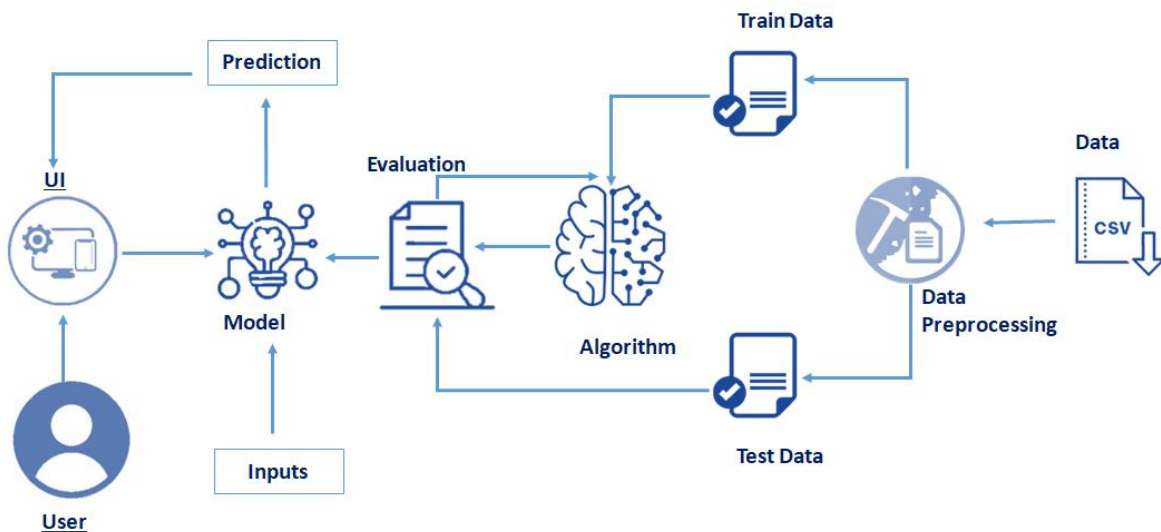 Train Data
Prediction
Evaluation
Data
UI
CSV
Model
Data
Preprocessing
Algorithm
Inputs
Test Data
User